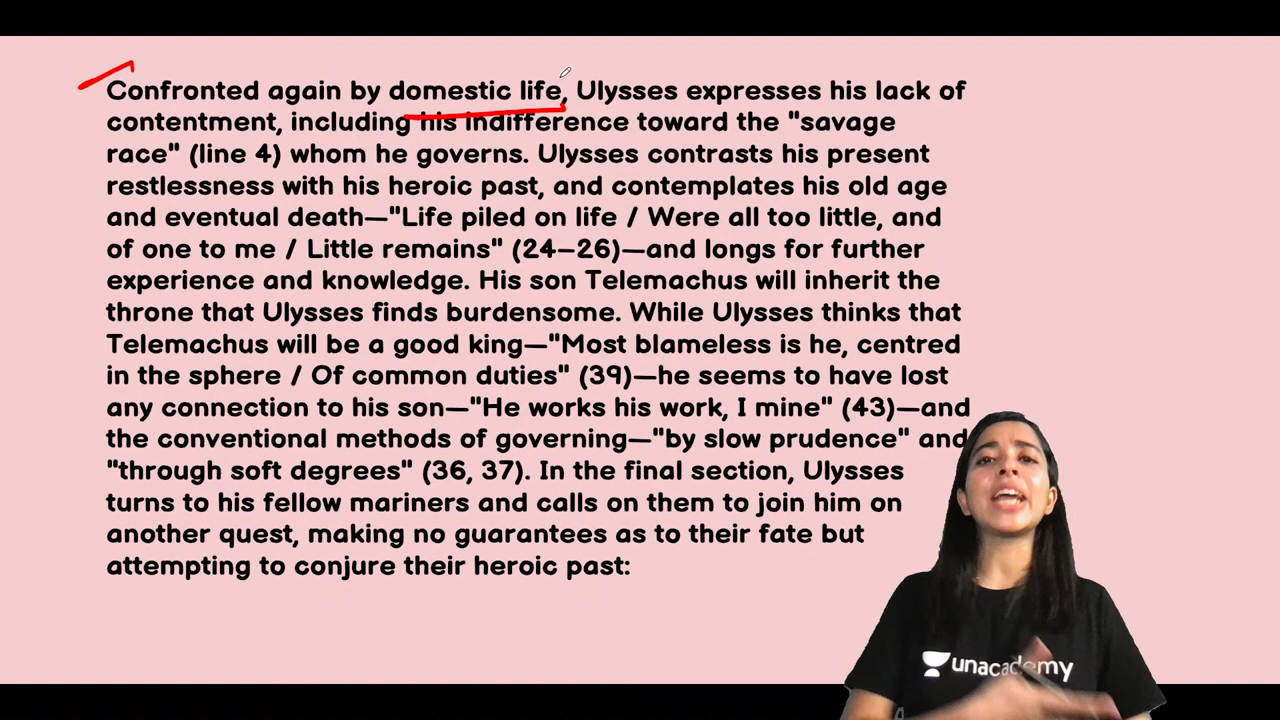 Confronted again by domestic life, Ulysses expresses his lack of
contentment, including his indifference toward the "savage
race" (line 4) whom he governs. Ulysses contrasts his present
restlessness with his heroic past, and contemplates his old age
and eventual death—"Life piled on life / Were all too little, and
of one to me / Little remains" (24–26)—and longs for further
experience and knowledge. His son Telemachus will inherit the
throne that Ulysses finds burdensome. While Ulysses thinks that
Telemachus will be a good king—"Most blameless is he, centred
in the sphere / Of common duties" (39)—he seems to have lost
any connection to his son—"He works his work, I mine" (43)—and
the conventional methods of governing—"by slow prudence" and
"through soft degrees" (36, 37). In the final section, Ulysses
turns to his fellow mariners and calls on them to join him on
another quest, making no guarantees as to their fate but
attempting to conjure their heroic past:
unacademy